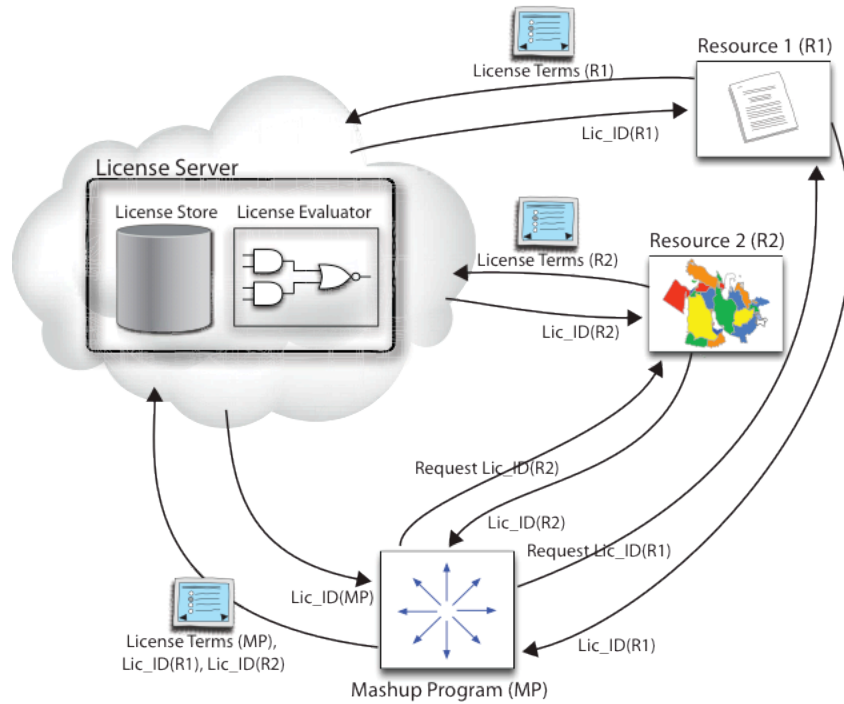 Resource 1 (R1)
License Terms (R1)
Lic_ID(R1)
License Server
License Store
License Evaluator
Resource 2 (R2)
License Terms (R2)
Lic_ID(R2)
Request Lic_ID(R2)
Lic_ID(R2)
Request Lic_ID(R1)
Lic_ID(MP)
License Terms (MP),
Lic_ID(R1), Lic_ID(R2)
Lic_ID(R1)
Mashup Program (MP)